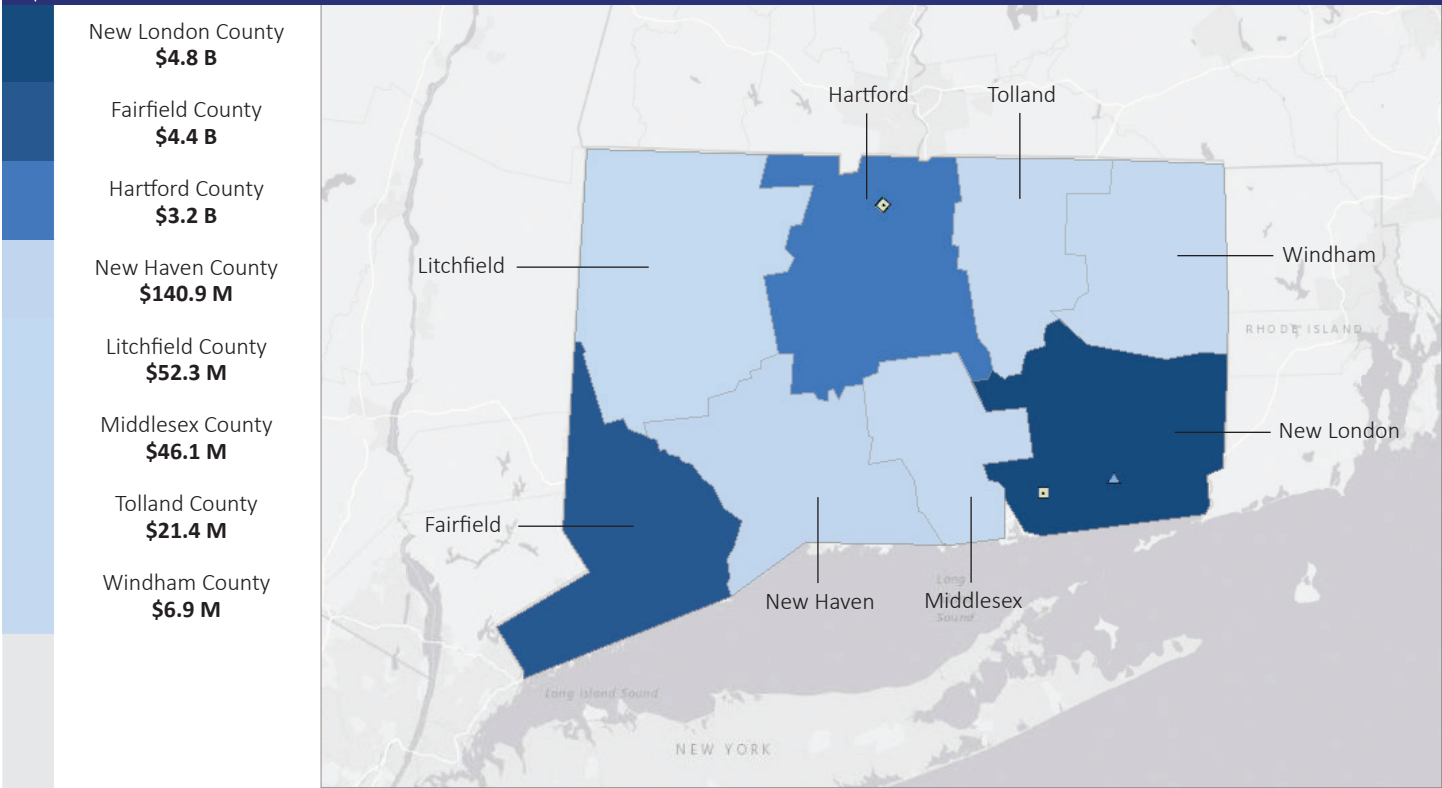 New London County
$4.8 B
Fairfield County
$4.4 B
Hartford County
$3.2 B
New Haven County
$140.9 M
Litchfield County
$52.3 M
Middlesex County
$46.1 M
Tolland County
$21.4 M
Windham County
$6.9 M
Hartford
Tolland
Litchfield
Windham
RHODE ISLAND
New London
Fairfield
New Haven
Middlesex
Long
Sound
Long Island Sound
NEW YORK